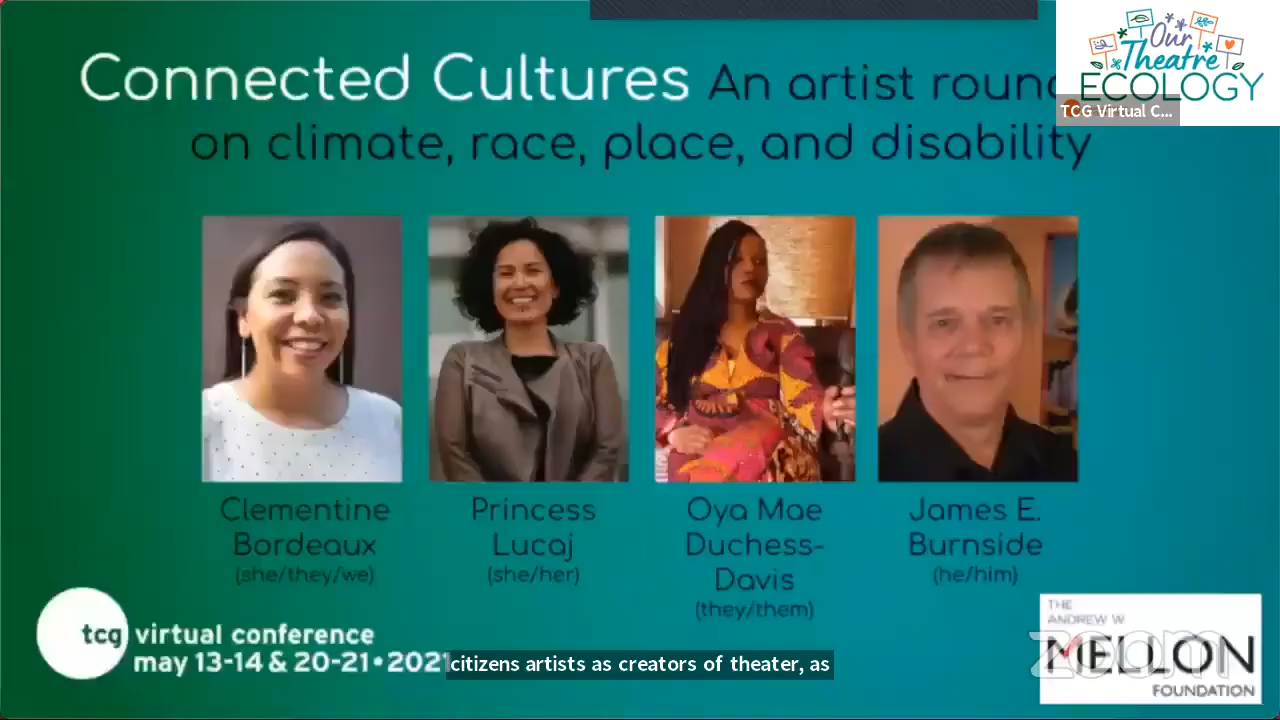 Connected Cultures An artist roun
on climate, race, place, and disability
Our
Theatre
ECOLOGY
TCG Virtual C...
Clementine
Bordeaux
(she/they/we)
Princess
Lucaj
(she/her)
Oya Mae
Duchess-
Davis
(they/them)
James E.
Burnside
(he/him)
tcg virtual conference
may 13-14 & 20-21 • 2021
citizens artists as creators of theater, as
THE
ANDREW W
MELLON
FOUNDATION
zoom